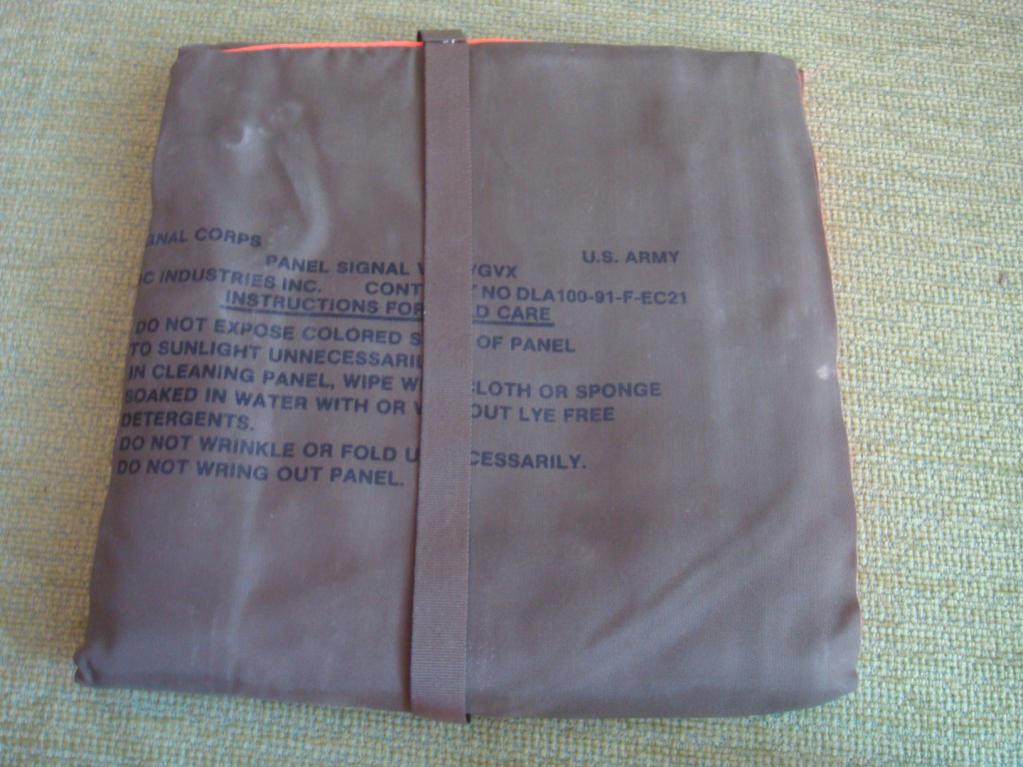 GNAL CORPS
U.S. ARMY
PANEL SIGNAL /GVX
C INDUSTRIES INC. CONT NO DLA100-91-F-EC21
INSTRUCTIONS FOR D CARE
DO NOT EXPOSE COLORED S OF PANEL
TO SUNLIGHT UNNECESSARIL
IN CLEANING PANEL, WIPE W CLOTH OR SPONGE
SOAKED IN WATER WITH OR W OUT LYE FREE
DETERGENTS.
DO NOT WRINKLE OR FOLD U CESSARILY.
DO NOT WRING OUT PANEL.